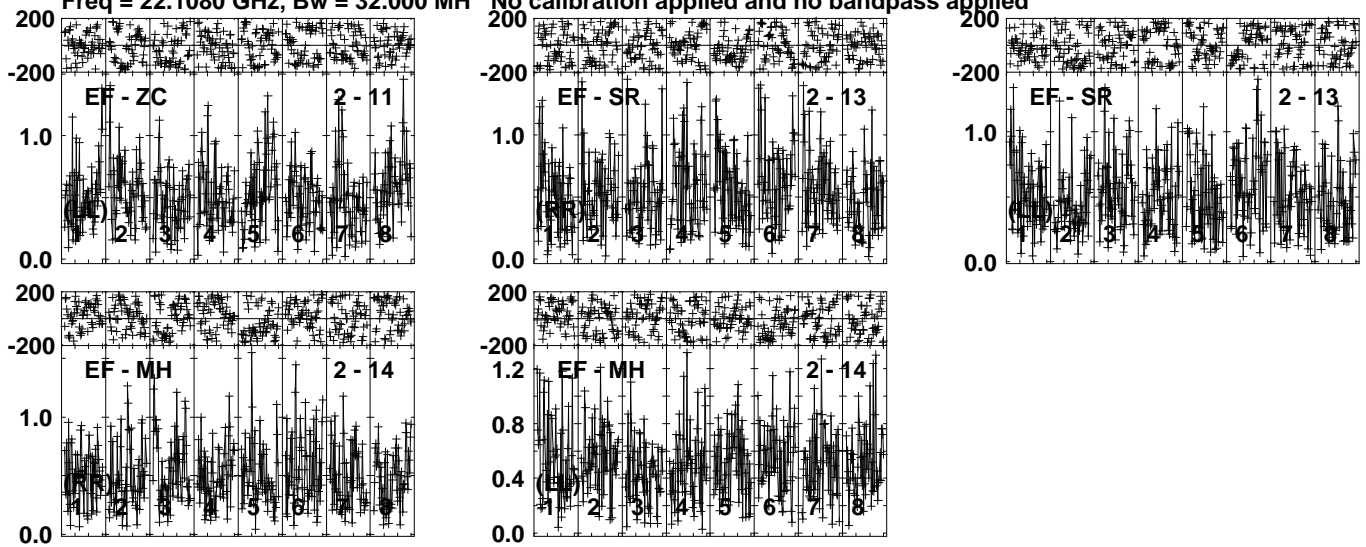 Freq = 22.1080 GHz, Bw = 32.000 MH No calibration applied and no bandpass applied
200
-200
EF - ZC 2 - 11
1.0
(LL)
1 2 3 4 5 6 7 8
0.0
200
-200
EF - SR 2 - 13
1.0
(RR)
1 2 3 4 5 6 7 8
0.0
200
-200
EF - SR 2 - 13
1.0
(LL)
1 2 3 4 5 6 7 8
0.0
200
-200
EF - MH 2 - 14
1.0
(RR)
1 2 3 4 5 6 7 8
0.0
200
-200
1.2
EF - MH 2 - 14
0.8
0.4
(LL)
1 2 3 4 5 6 7 8
0.0